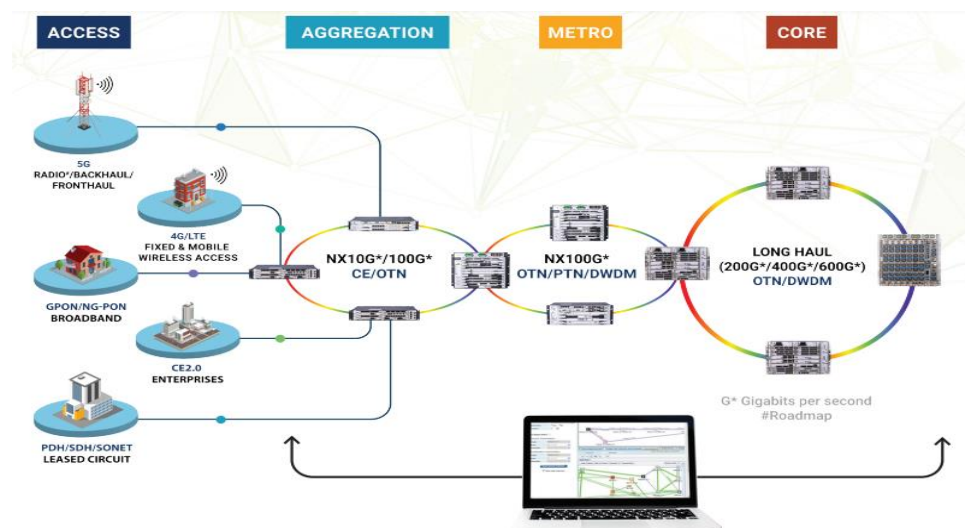 ACCESS
AGGREGATION
METRO
CORE
5G
RADIO*/BACKHAUL/
FRONTHAUL
4G/LTE
FIXED & MOBILE
WIRELESS ACCESS
GPON/NG-PON
BROADBAND
CE2.0
ENTERPRISES
PDH/SDH/SONET
LEASED CIRCUIT
NX10G*/100G*
CE/OTN
NX100G*
OTN/PTN/DWDM
LONG HAUL
(200G*/400G*/600G*)
OTN/DWDM
G* Gigabits per second
#Roadmap